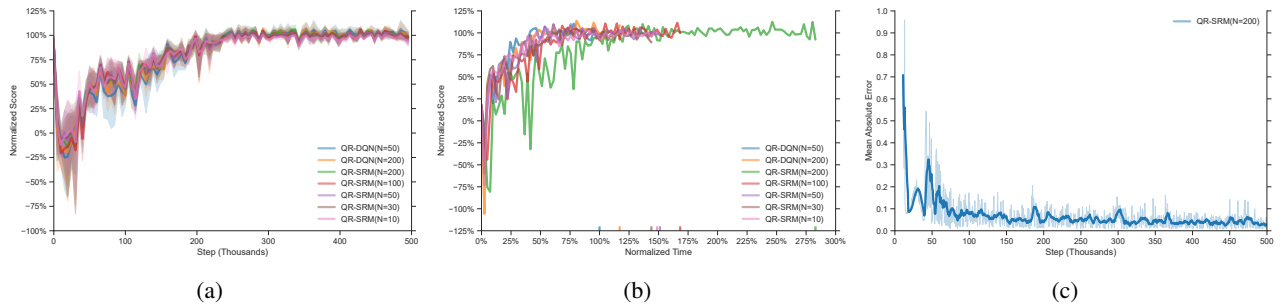 125%
100%
75%
50%
25%
0%
−25%
−50%
−75%
−100%
Normalized Score
0
100
200
300
400
500
Step (Thousands)
QR-DQN(N=50)
QR-DQN(N=200)
QR-SRM(N=200)
QR-SRM(N=100)
QR-SRM(N=50)
QR-SRM(N=30)
QR-SRM(N=10)
(a)
125%
100%
75%
50%
25%
0%
−25%
−50%
−75%
−100%
−125%
Normalized Score
0% 25% 50% 75% 100% 125% 150% 175% 200% 225% 250% 275% 300%
Normalized Time
QR-DQN(N=50)
QR-DQN(N=200)
QR-SRM(N=200)
QR-SRM(N=100)
QR-SRM(N=50)
QR-SRM(N=30)
QR-SRM(N=10)
(b)
1.0
0.9
0.8
0.7
0.6
0.5
0.4
0.3
0.2
0.1
0.0
Mean Absolute Error
0 50 100 150 200 250 300 350 400 450 500
Step (Thousands)
QR-SRM(N=200)
(c)